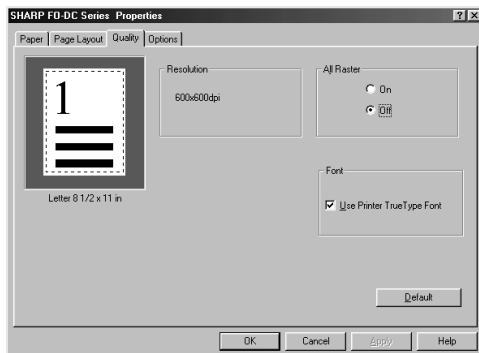 SHARP FO-DC Series Properties
Paper Page Layout Quality Options
Resolution
600x600dpi
All Raster
On
Off
1
Letter 8 1/2 x 11 in
Font
Use Printer TrueType Font
Default
OK Cancel Apply Help